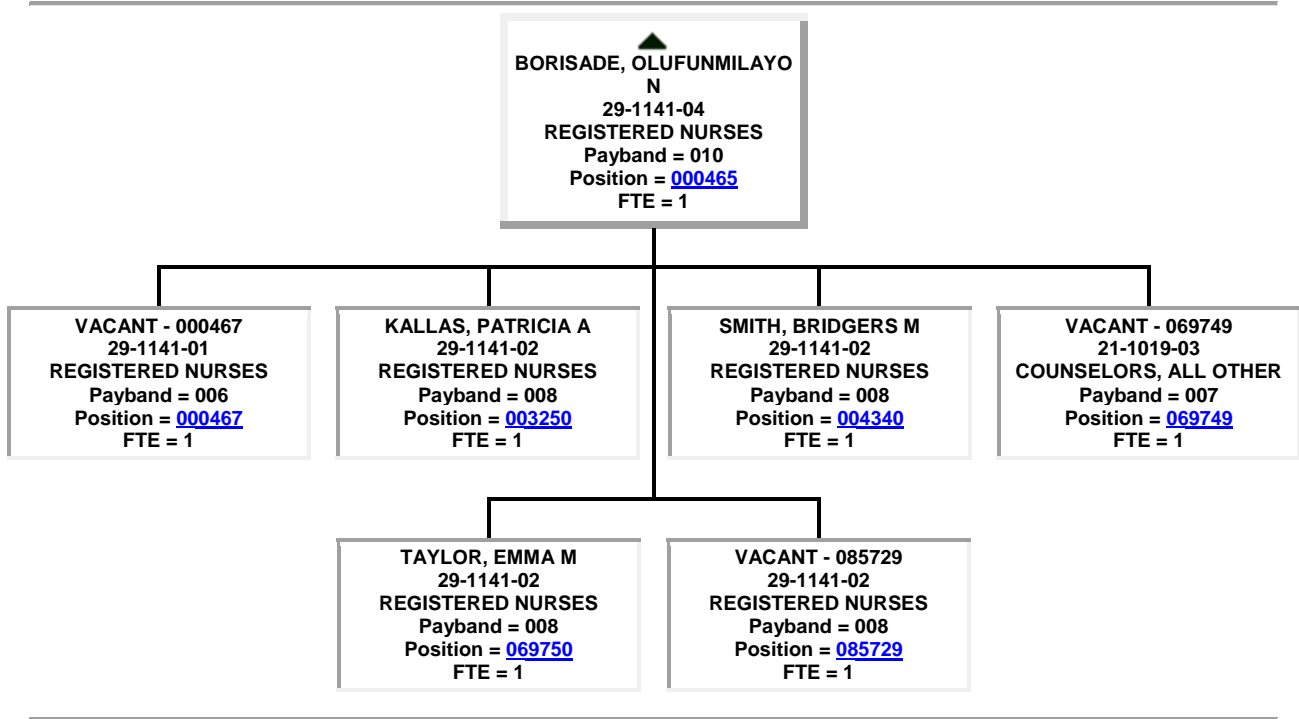 BORISADE, OLUFUNMILAYO
N
29-1141-04
REGISTERED NURSES
Payband = 010
Position = 000465
FTE = 1
VACANT - 000467
29-1141-01
REGISTERED NURSES
Payband = 006
Position = 000467
FTE = 1
KALLAS, PATRICIA A
29-1141-02
REGISTERED NURSES
Payband = 008
Position = 003250
FTE = 1
SMITH, BRIDGERS M
29-1141-02
REGISTERED NURSES
Payband = 008
Position = 004340
FTE = 1
VACANT - 069749
21-1019-03
COUNSELORS, ALL OTHER
Payband = 007
Position = 069749
FTE = 1
TAYLOR, EMMA M
29-1141-02
REGISTERED NURSES
Payband = 008
Position = 069750
FTE = 1
VACANT - 085729
29-1141-02
REGISTERED NURSES
Payband = 008
Position = 085729
FTE = 1